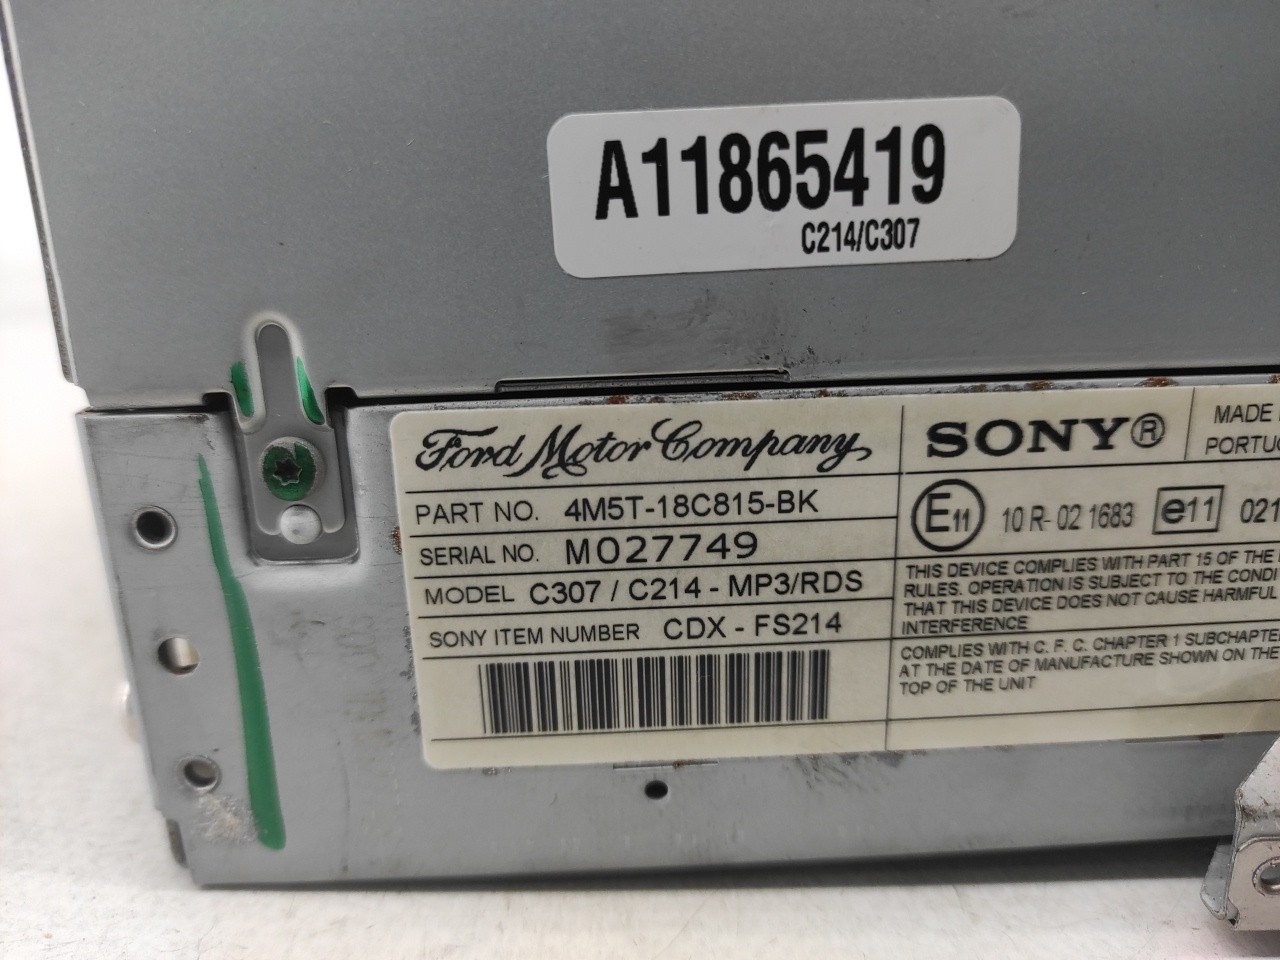 A11865419
C214/C307
Ford Motor Company
PART NO. 4M5T-18C815-BK
SERIAL NO. M027749
MODEL C307 / C214 - MP3/RDS
SONY ITEM NUMBER CDX - FS214
SONY®
MADE
PORTUG
E11 10 R- 02 1683 e11 021
THIS DEVICE COMPLIES WITH PART 15 OF THE
RULES. OPERATION IS SUBJECT TO THE CONDI
THAT THIS DEVICE DOES NOT CAUSE HARMFUL
INTERFERENCE
COMPLIES WITH C. F. C. CHAPTER 1 SUBCHAPTE
AT THE DATE OF MANUFACTURE SHOWN ON THE
TOP OF THE UNIT